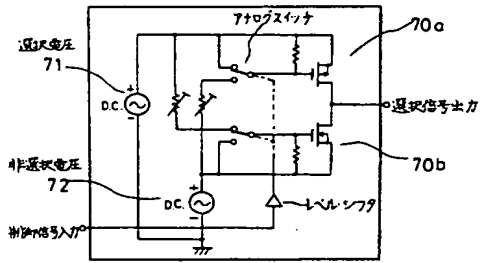 アナログスイッチ
70a
選択電圧
71
+
D.C.
-
選択信号出力
非選択電圧
72
+
D.C.
-
70b
レベルシフタ
制御信号入力